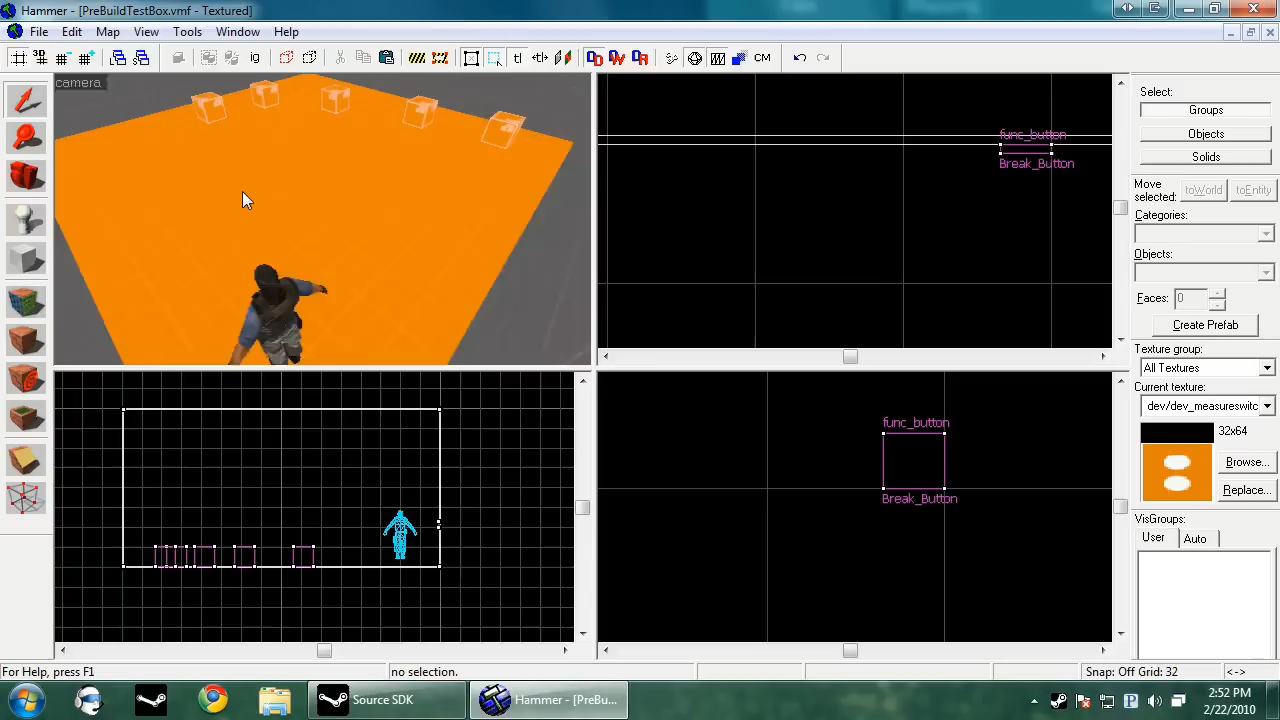 Hammer - [PreBuildTestBox.vmf - Textured]
File Edit Map View Tools Window Help
3D ig tl CM
camera
func_button
Break_Button
func_button
Break_Button
Select:
Groups
Objects
Solids
Move selected:
toWorld toEntity
Categories:
Objects:
Faces: 0
Create Prefab
Texture group:
All Textures
Current texture:
dev/dev_measureswitc
32x64
Browse...
Replace...
VisGroups:
User Auto
For Help, press F1 no selection. Snap: Off Grid: 32 <->
Source SDK Hammer - [PreBu... P 2:52 PM
2/22/2010